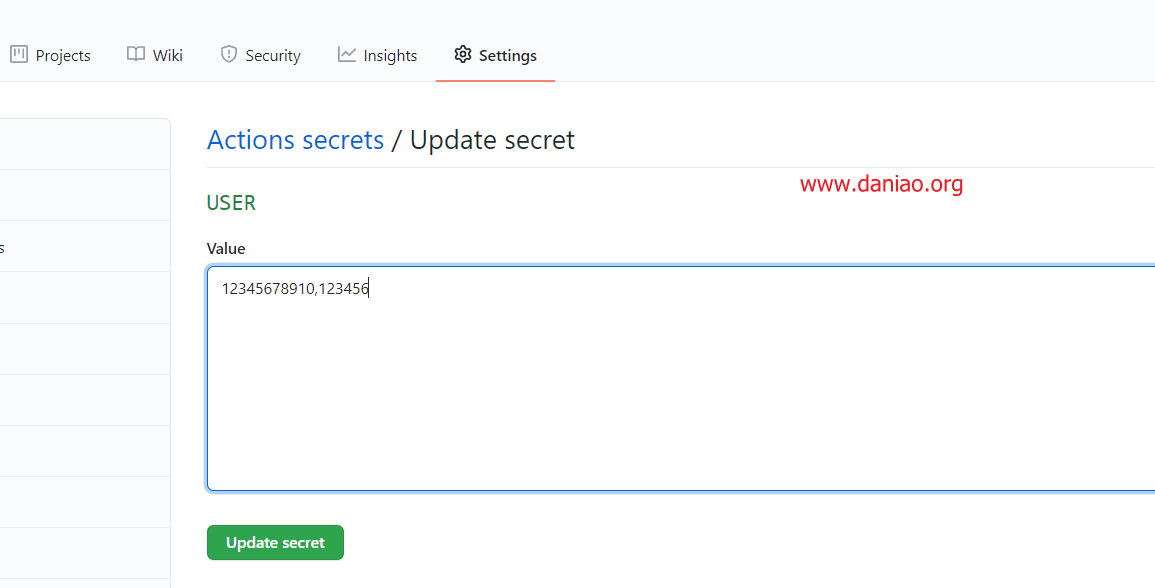 Projects Wiki Security Insights Settings
Actions secrets / Update secret
www.daniao.org
USER
s
Value
12345678910,123456
Update secret